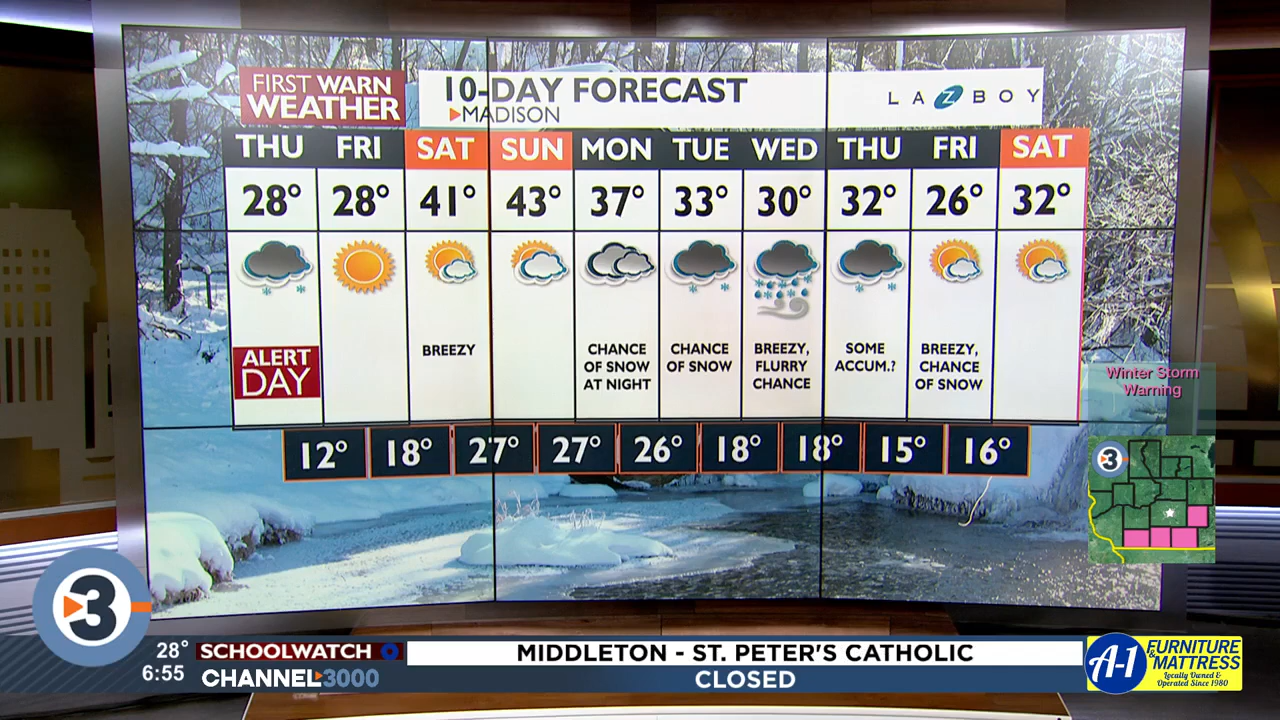 FIRST WARN
WEATHER
10-DAY FORECAST
MADISON
LA Z BOY
THU FRI SAT SUN MON TUE WED THU FRI SAT
28° 28° 41° 43° 37° 33° 30° 32° 26° 32°
ALERT
DAY
BREEZY
CHANCE
OF SNOW
AT NIGHT
CHANCE
OF SNOW
BREEZY,
FLURRY
CHANCE
SOME
ACCUM.?
BREEZY,
CHANCE
OF SNOW
12° 18° 27° 27° 26° 18° 18° 15° 16°
Winter Storm
Warning
3
3
28°
6:55
SCHOOLWATCH
CHANNEL3000
MIDDLETON - ST. PETER'S CATHOLIC
CLOSED
A-1
FURNITURE
& MATTRESS
Locally Owned &
Operated Since 1980